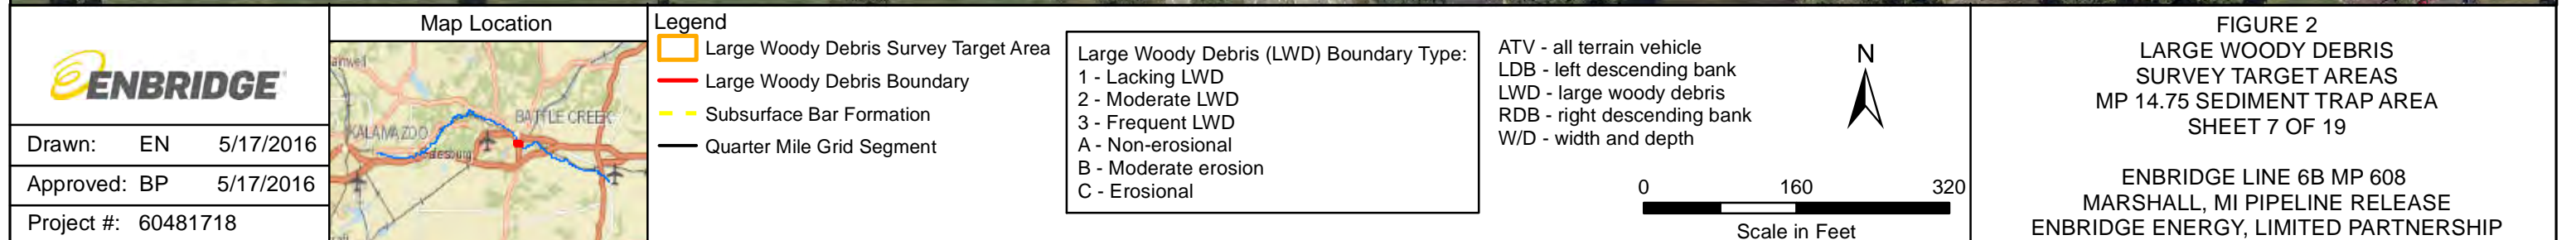 ENBRIDGE
Drawn: EN 5/17/2016
Approved: BP 5/17/2016
Project #: 60481718
Map Location
KALAMAZOO
BATTLE CREEK
Legend
Large Woody Debris Survey Target Area
Large Woody Debris Boundary
Subsurface Bar Formation
Quarter Mile Grid Segment
Large Woody Debris (LWD) Boundary Type:
1 - Lacking LWD
2 - Moderate LWD
3 - Frequent LWD
A - Non-erosional
B - Moderate erosion
C - Erosional
ATV - all terrain vehicle
LDB - left descending bank
LWD - large woody debris
RDB - right descending bank
W/D - width and depth
N
0 160 320
Scale in Feet
FIGURE 2
LARGE WOODY DEBRIS
SURVEY TARGET AREAS
MP 14.75 SEDIMENT TRAP AREA
SHEET 7 OF 19
ENBRIDGE LINE 6B MP 608
MARSHALL, MI PIPELINE RELEASE
ENBRIDGE ENERGY, LIMITED PARTNERSHIP